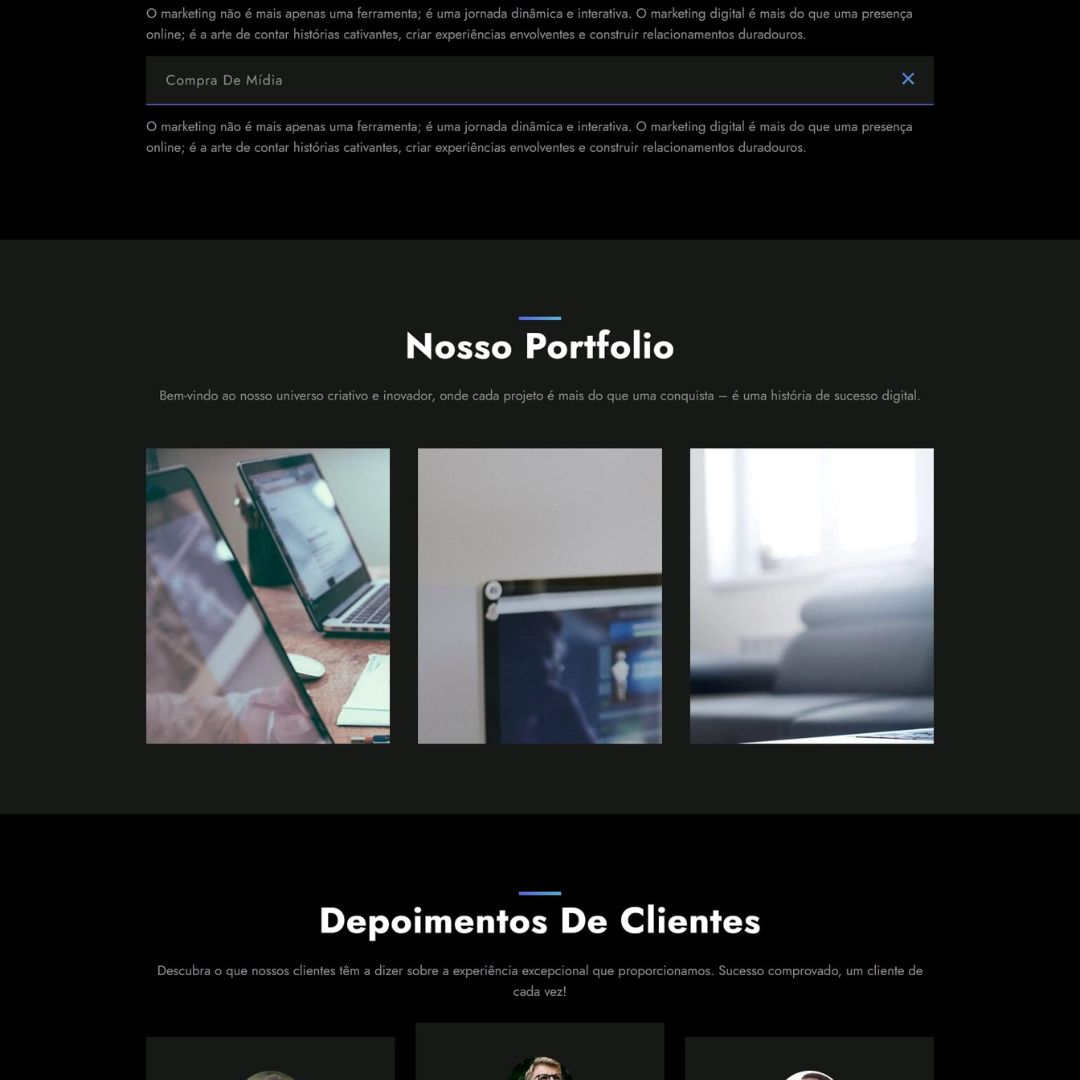 O marketing não é mais apenas uma ferramenta; é uma jornada dinâmica e interativa. O marketing digital é mais do que uma presença
online; é a arte de contar histórias cativantes, criar experiências envolventes e construir relacionamentos duradouros.
Compra De Mídia
O marketing não é mais apenas uma ferramenta; é uma jornada dinâmica e interativa. O marketing digital é mais do que uma presença
online; é a arte de contar histórias cativantes, criar experiências envolventes e construir relacionamentos duradouros.
Nosso Portfolio
Bem-vindo ao nosso universo criativo e inovador, onde cada projeto é mais do que uma conquista – é uma história de sucesso digital.
Depoimentos De Clientes
Descubra o que nossos clientes têm a dizer sobre a experiência excepcional que proporcionamos. Sucesso comprovado, um cliente de
cada vez!